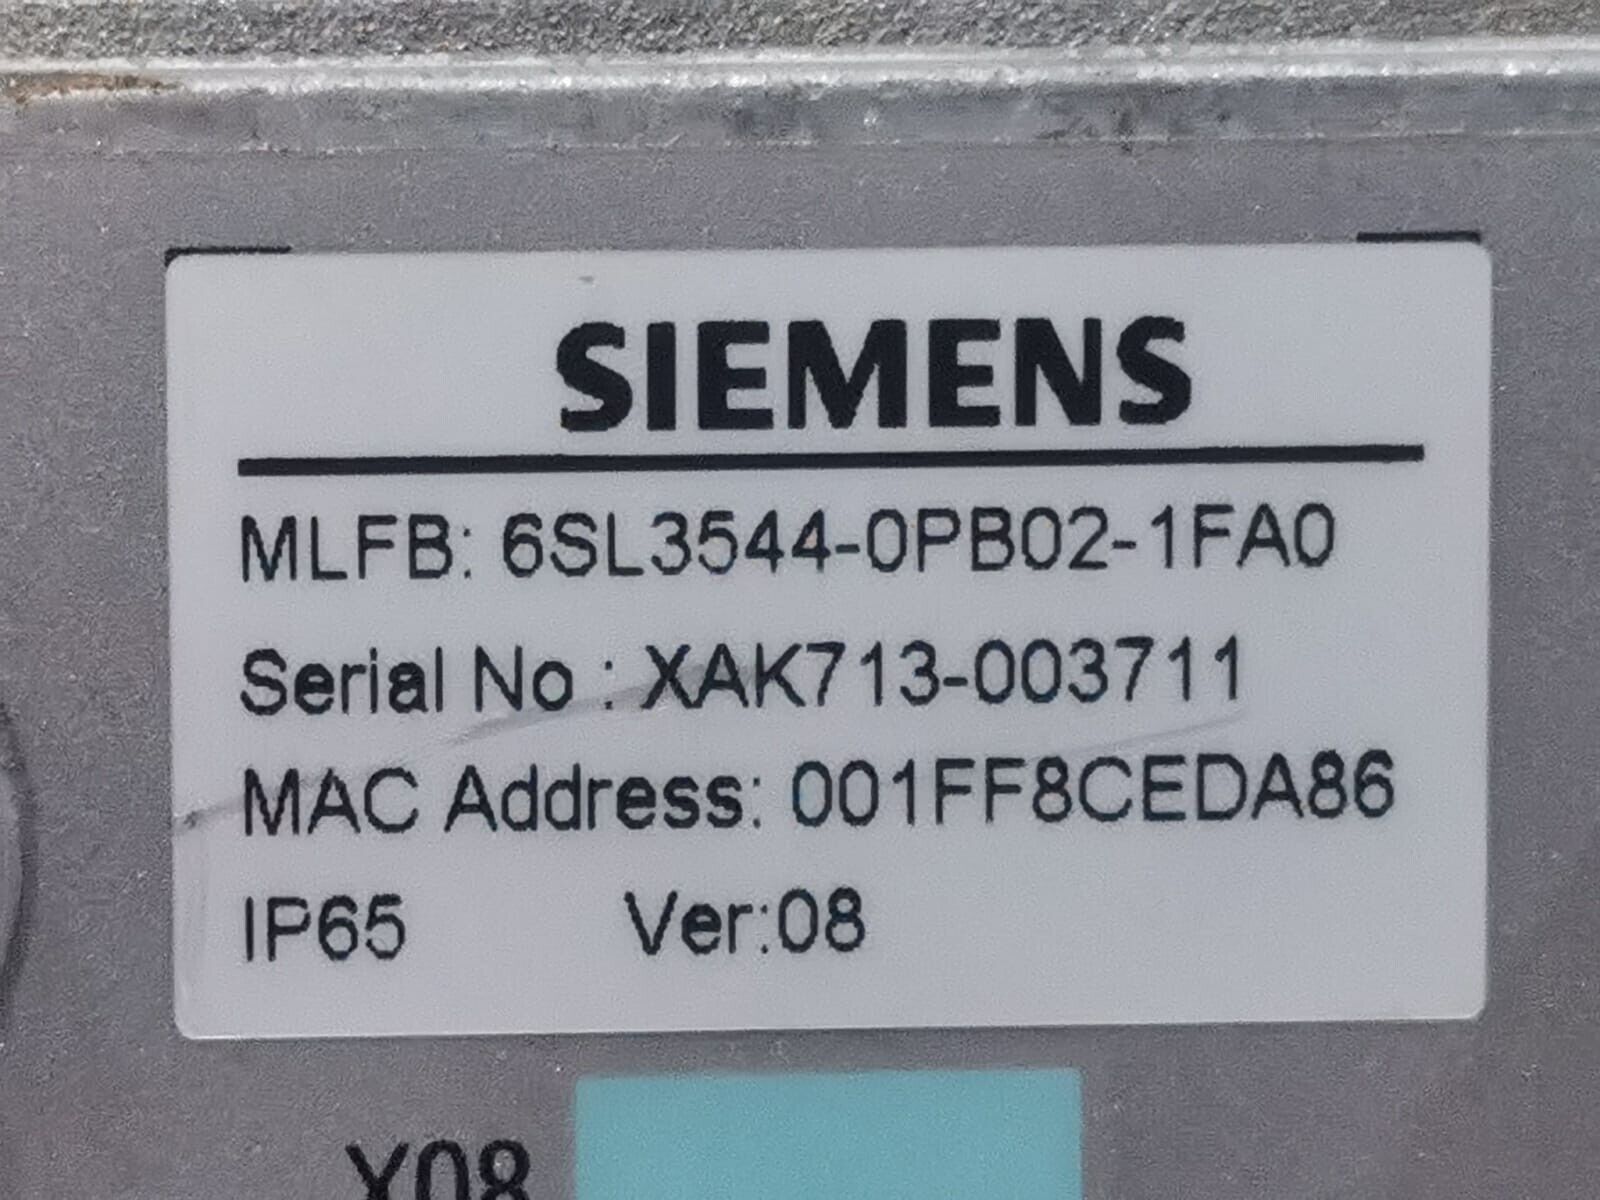 SIEMENS
MLFB: 6SL3544-0PB02-1FA0
Serial No : XAK713-003711
MAC Address: 001FF8CEDA86
IP65 Ver:08
X08